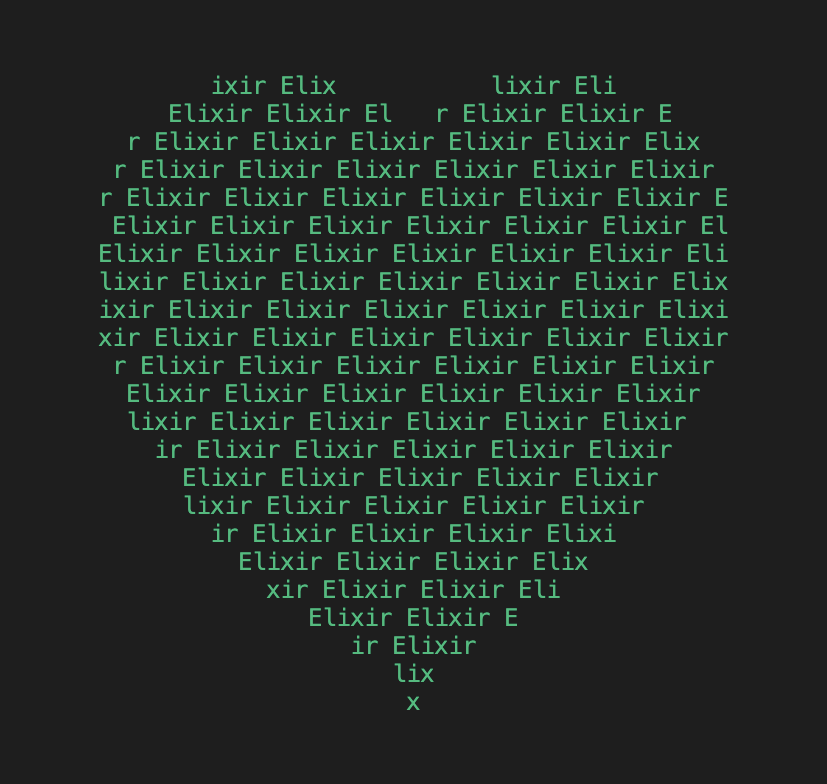 ixir Elix           lixir Eli
Elixir Elixir El   r Elixir Elixir E
r Elixir Elixir Elixir Elixir Elixir Elix
r Elixir Elixir Elixir Elixir Elixir Elixir
r Elixir Elixir Elixir Elixir Elixir Elixir E
Elixir Elixir Elixir Elixir Elixir Elixir El
Elixir Elixir Elixir Elixir Elixir Elixir Eli
lixir Elixir Elixir Elixir Elixir Elixir Elix
ixir Elixir Elixir Elixir Elixir Elixir Elixi
xir Elixir Elixir Elixir Elixir Elixir Elixir
r Elixir Elixir Elixir Elixir Elixir Elixir
Elixir Elixir Elixir Elixir Elixir Elixir
lixir Elixir Elixir Elixir Elixir Elixir
ir Elixir Elixir Elixir Elixir Elixir
Elixir Elixir Elixir Elixir Elixir
lixir Elixir Elixir Elixir Elixir
ir Elixir Elixir Elixir Elixi
Elixir Elixir Elixir Elix
xir Elixir Elixir Eli
Elixir Elixir E
ir Elixir
lix
x